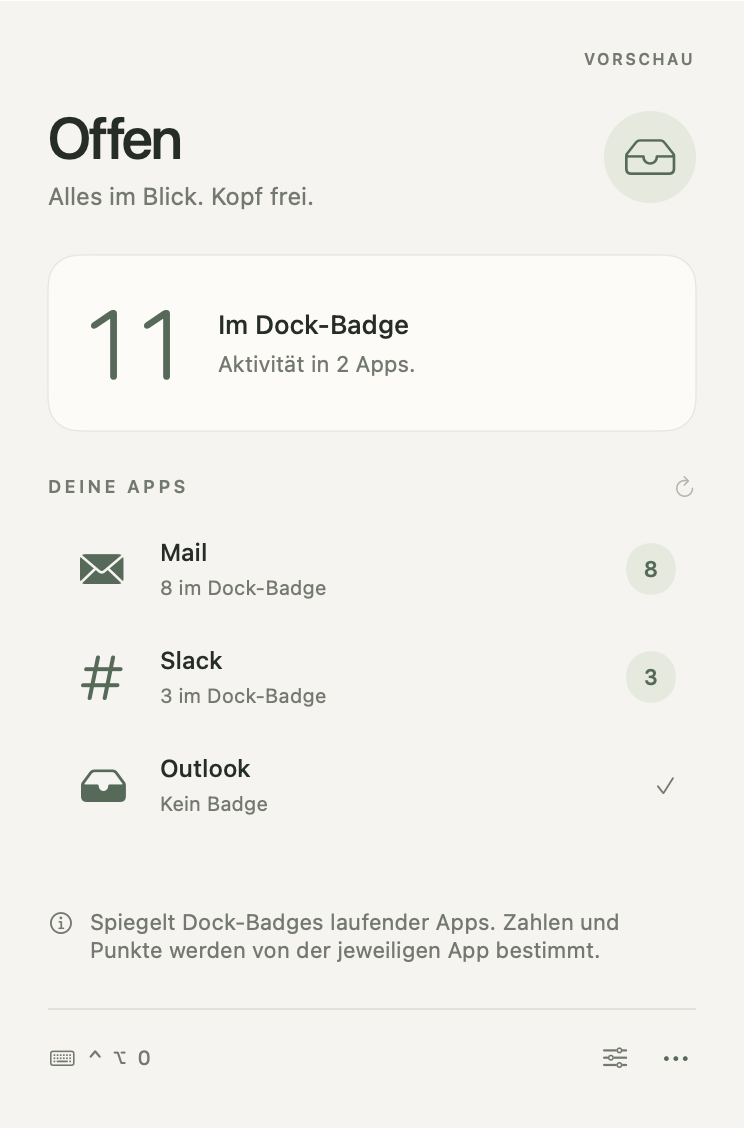 VORSCHAU
Offen
Alles im Blick. Kopf frei.
11
Im Dock-Badge
Aktivität in 2 Apps.
DEINE APPS
Mail
8 im Dock-Badge
8
Slack
3 im Dock-Badge
3
Outlook
Kein Badge
Spiegelt Dock-Badges laufender Apps. Zahlen und
Punkte werden von der jeweiligen App bestimmt.
⌃ ⌥ O